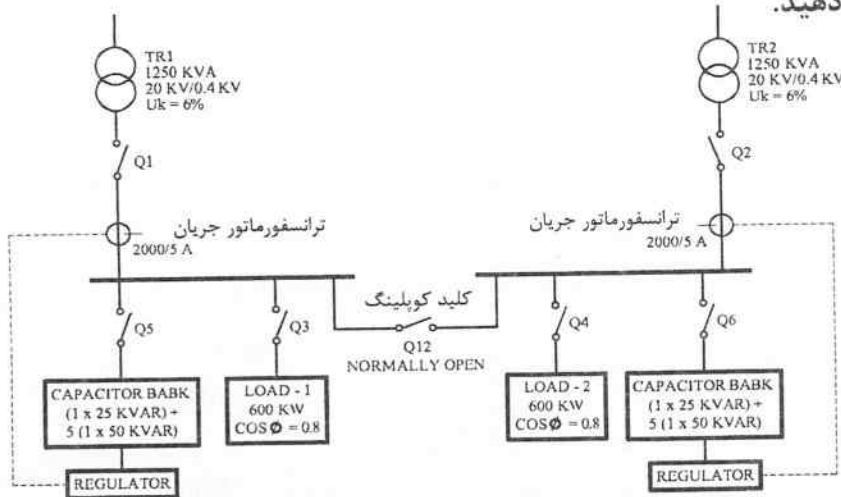 دهید.
TR1
1250 KVA
20 KV/0.4 KV
Uk = 6%
TR2
1250 KVA
20 KV/0.4 KV
Uk = 6%
Q1
Q2
ترانسفورماتور جریان
2000/5 A
ترانسفورماتور جریان
2000/5 A
کلید کوپلینگ
Q5
Q3
Q12
NORMALLY OPEN
Q4
Q6
CAPACITOR BABK
(1 x 25 KVAR) +
5 (1 x 50 KVAR)
LOAD - 1
600 KW
COS Ø = 0.8
LOAD - 2
600 KW
COS Ø = 0.8
CAPACITOR BABK
(1 x 25 KVAR) +
5 (1 x 50 KVAR)
REGULATOR
REGULATOR